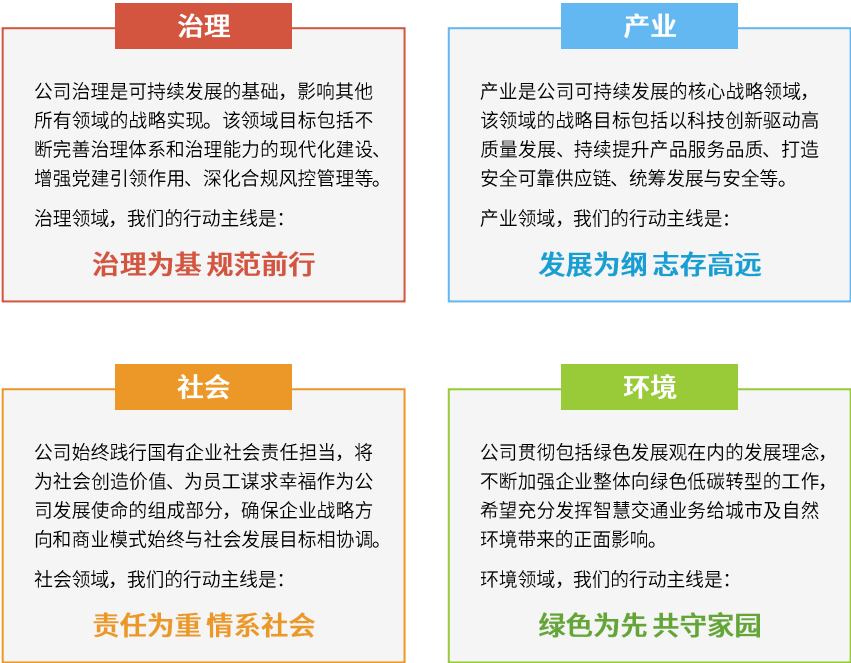 治理
公司治理是可持续发展的基础，影响其他
所有领域的战略实现。该领域目标包括不
断完善治理体系和治理能力的现代化建设、
增强党建引领作用、深化合规风控管理等。
治理领域，我们的行动主线是：
治理为基 规范前行
产业
产业是公司可持续发展的核心战略领域，
该领域的战略目标包括以科技创新驱动高
质量发展、持续提升产品服务品质、打造
安全可靠供应链、统筹发展与安全等。
产业领域，我们的行动主线是：
发展为纲 志存高远
社会
公司始终践行国有企业社会责任担当，将
为社会创造价值、为员工谋求幸福作为公
司发展使命的组成部分，确保企业战略方
向和商业模式始终与社会发展目标相协调。
社会领域，我们的行动主线是：
责任为重 情系社会
环境
公司贯彻包括绿色发展观在内的发展理念，
不断加强企业整体向绿色低碳转型的工作，
希望充分发挥智慧交通业务给城市及自然
环境带来的正面影响。
环境领域，我们的行动主线是：
绿色为先 共守家园